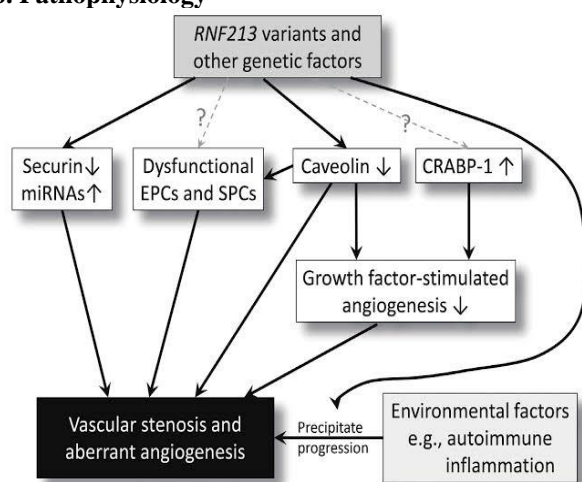 RNF213 variants and
other genetic factors
?
?
Securin↓
miRNAs↑
Dysfunctional
EPCs and SPCs
Caveolin ↓
CRABP-1 ↑
Growth factor-stimulated
angiogenesis ↓
Vascular stenosis and
aberrant angiogenesis
Precipitate
progression
Environmental factors
e.g., autoimmune
inflammation